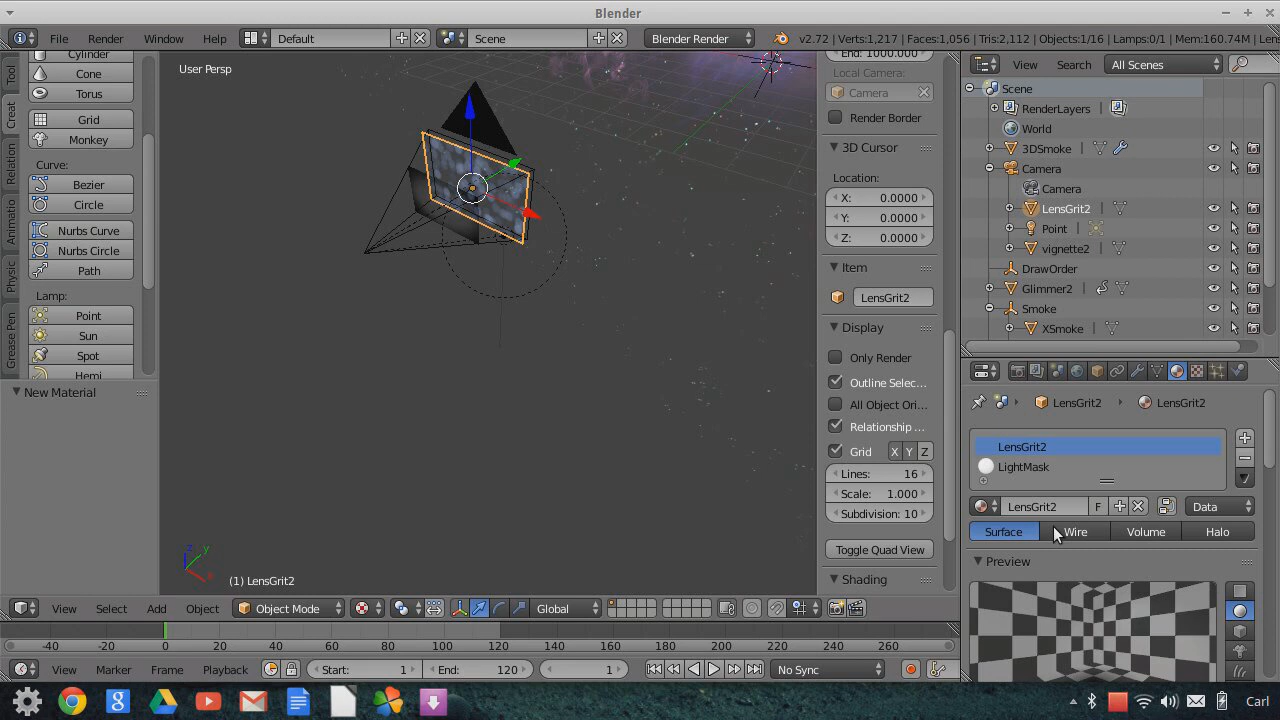 Blender
File Render Window Help Default Scene Blender Render v2.72 | Verts:1,217 | Faces:1,056 | Tris:2,112 | Objects:1/16 | Lamps:0/1 | Mem:160.74M | Len
Tool
Creat
Relation
Animatio
Physic
Grease Pen
Cylinder
Cone
Torus
Grid
Monkey
Curve:
Bezier
Circle
Nurbs Curve
Nurbs Circle
Path
Lamp:
Point
Sun
Spot
Hemi
New Material
User Persp
z
y
(1) LensGrit2
End: 1000.000
Local Camera:
Camera
Render Border
3D Cursor
Location:
X: 0.0000
Y: 0.0000
Z: 0.0000
Item
LensGrit2
Display
Only Render
Outline Selec...
All Object Ori...
Relationship ...
Grid X Y Z
Lines: 16
Scale: 1.000
Subdivision: 10
Toggle Quad View
Shading
View Search All Scenes
Scene
RenderLayers |
World
3DSmoke |
Camera
Camera
LensGrit2 |
Point |
vignette2 |
DrawOrder
Glimmer2 |
Smoke
XSmoke |
LensGrit2 LensGrit2
LensGrit2
LightMask
LensGrit2 F Data
Surface Wire Volume Halo
Preview
View Select Add Object Object Mode Global
-40 -20 0 20 40 60 80 100 120 140 160 180 200 220 240 260
View Marker Frame Playback Start: 1 End: 120 1 No Sync
Carl